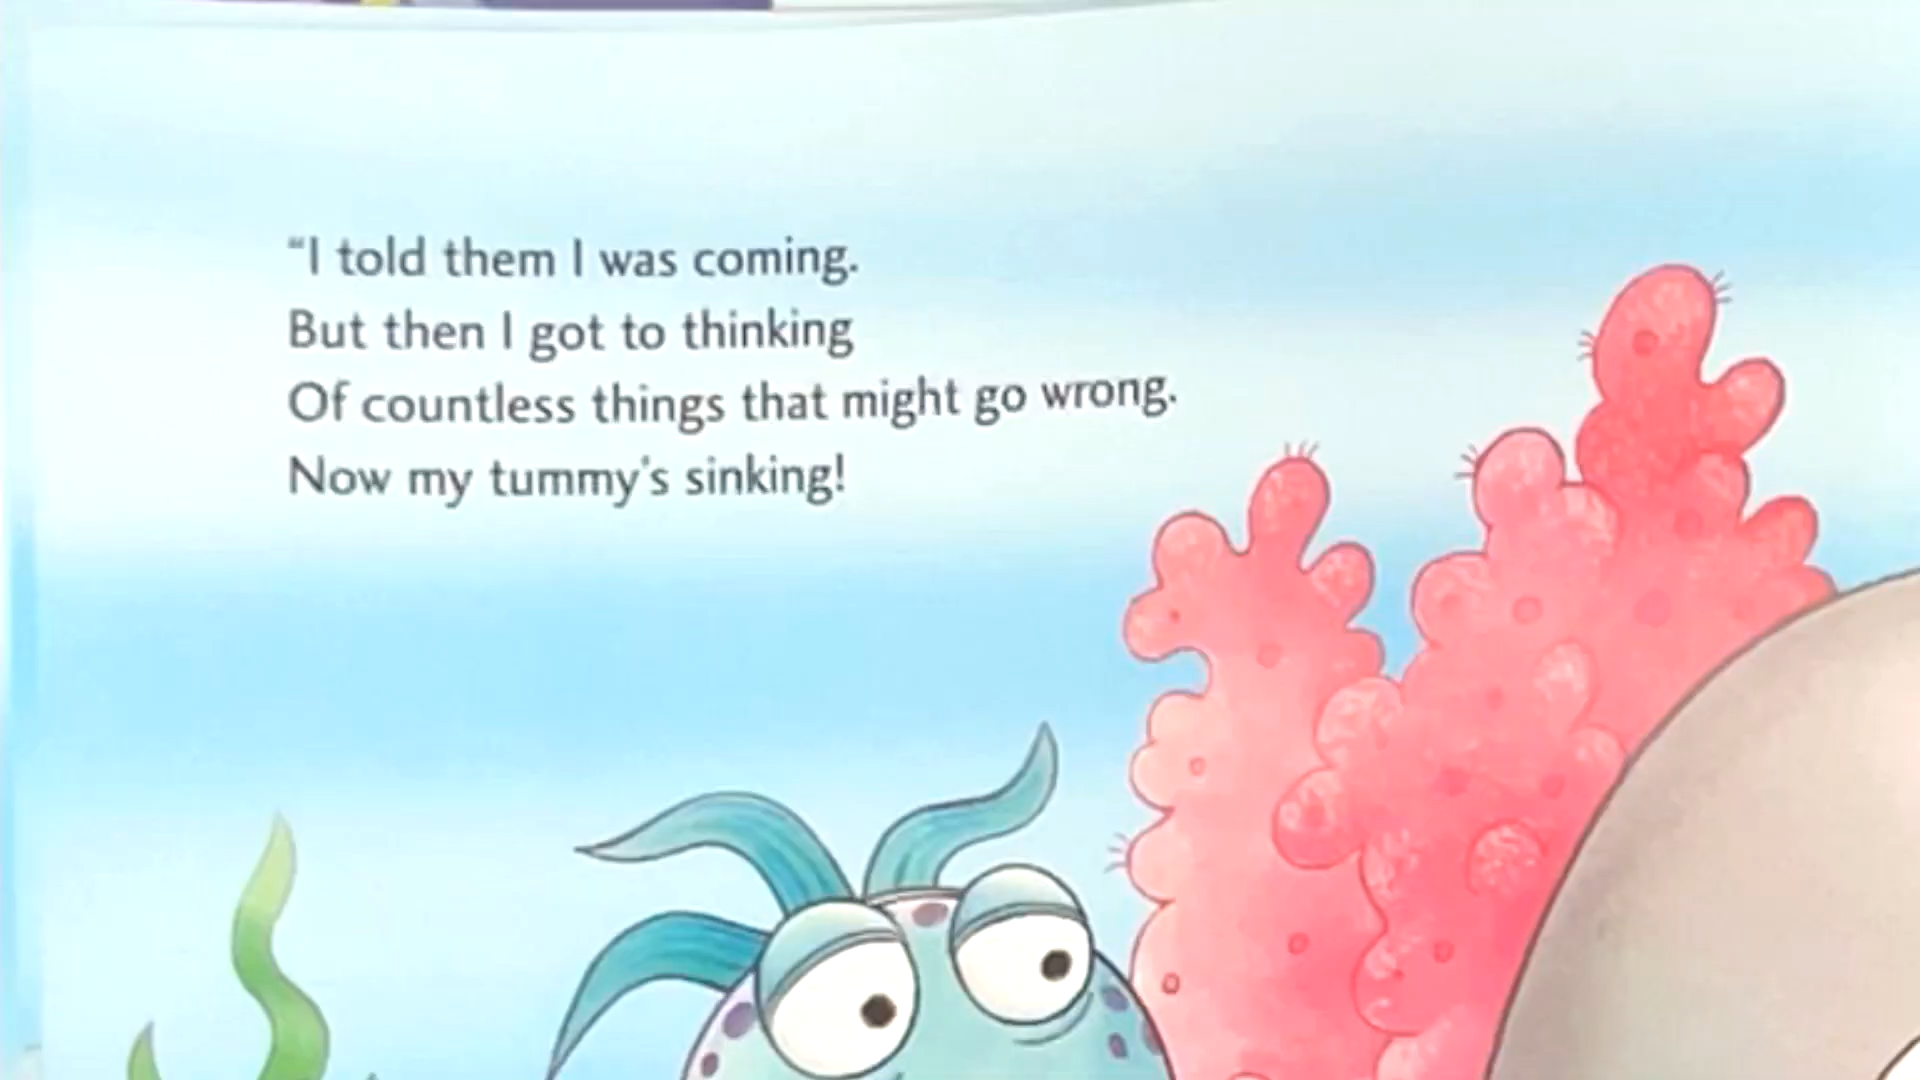 “I told them I was coming.
But then I got to thinking
Of countless things that might go wrong.
Now my tummy's sinking!